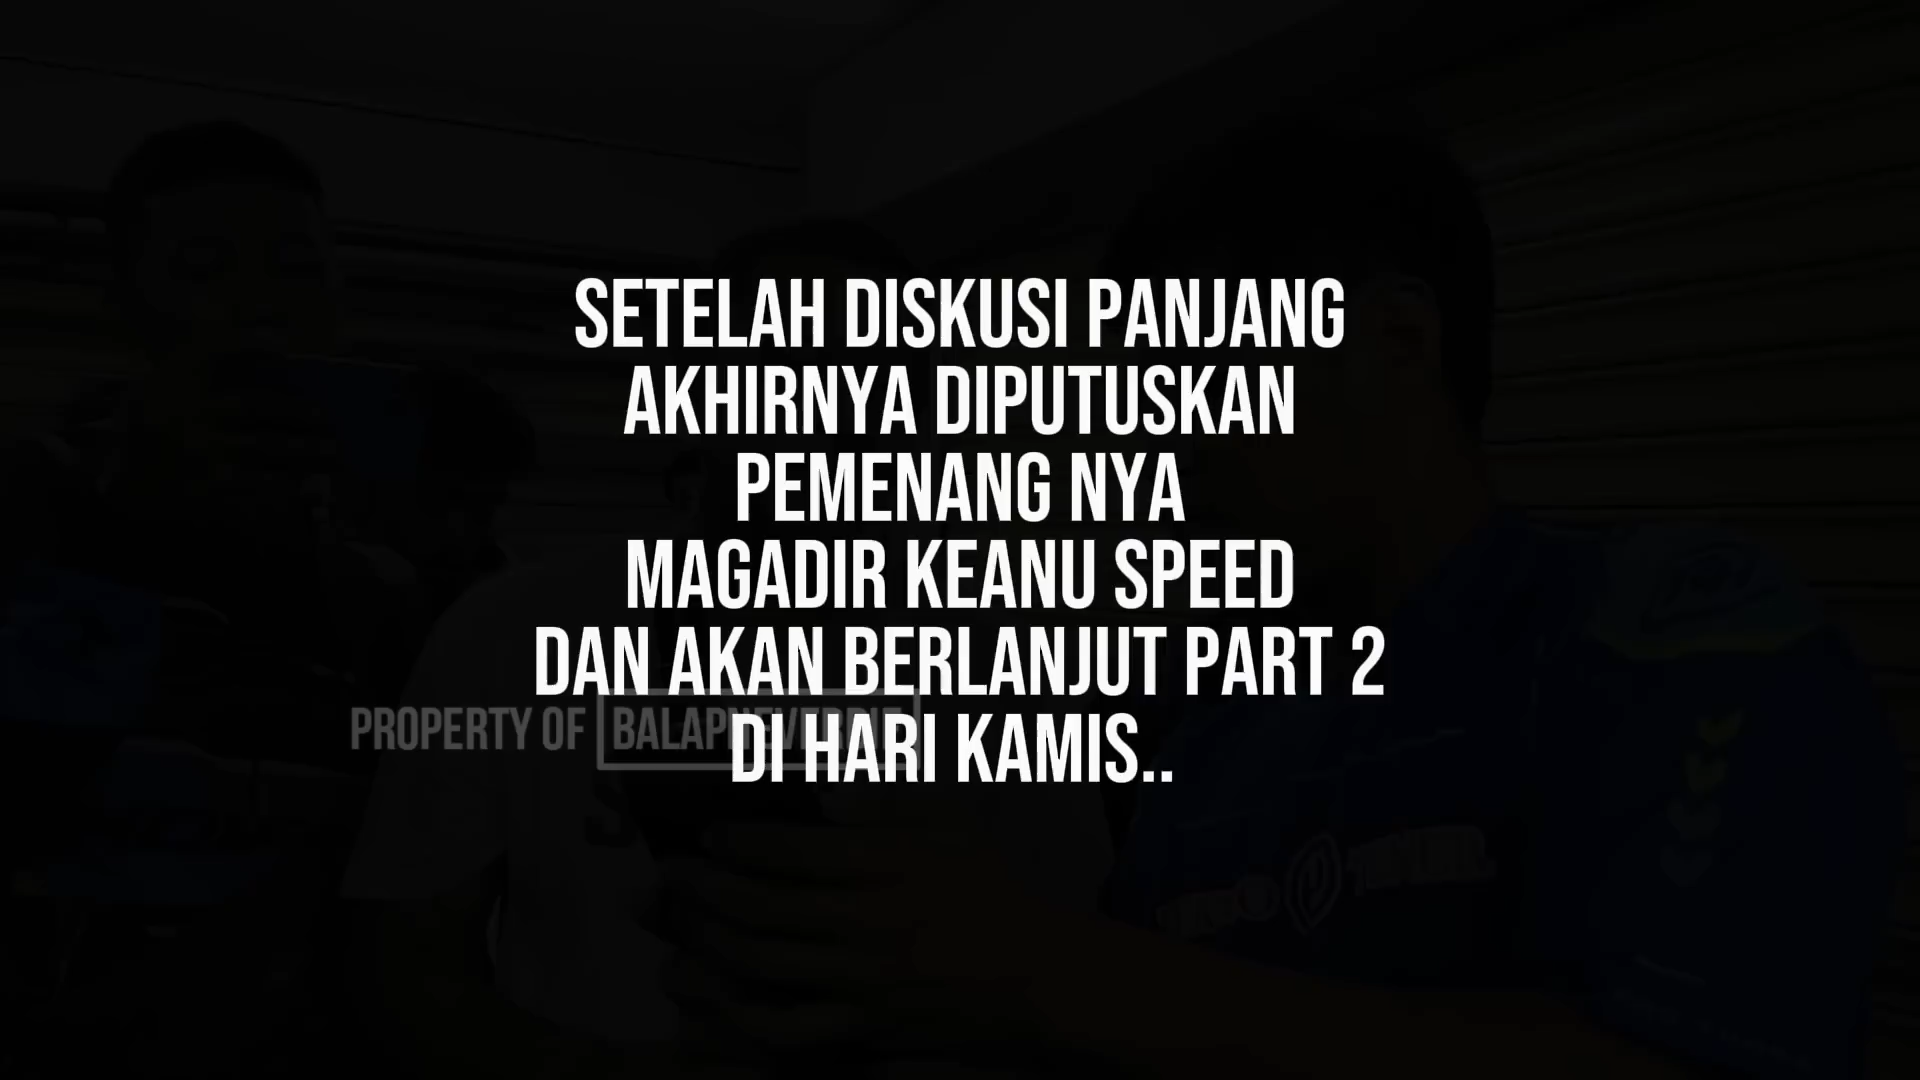 SETELAH DISKUSI PANJANG
AKHIRNYA DIPUTUSKAN
PEMENANG NYA
MAGADIR KEANU SPEED
DAN AKAN BERLANJUT PART 2
PROPERTY OF BALAPNEVERDIE
DI HARI KAMIS..